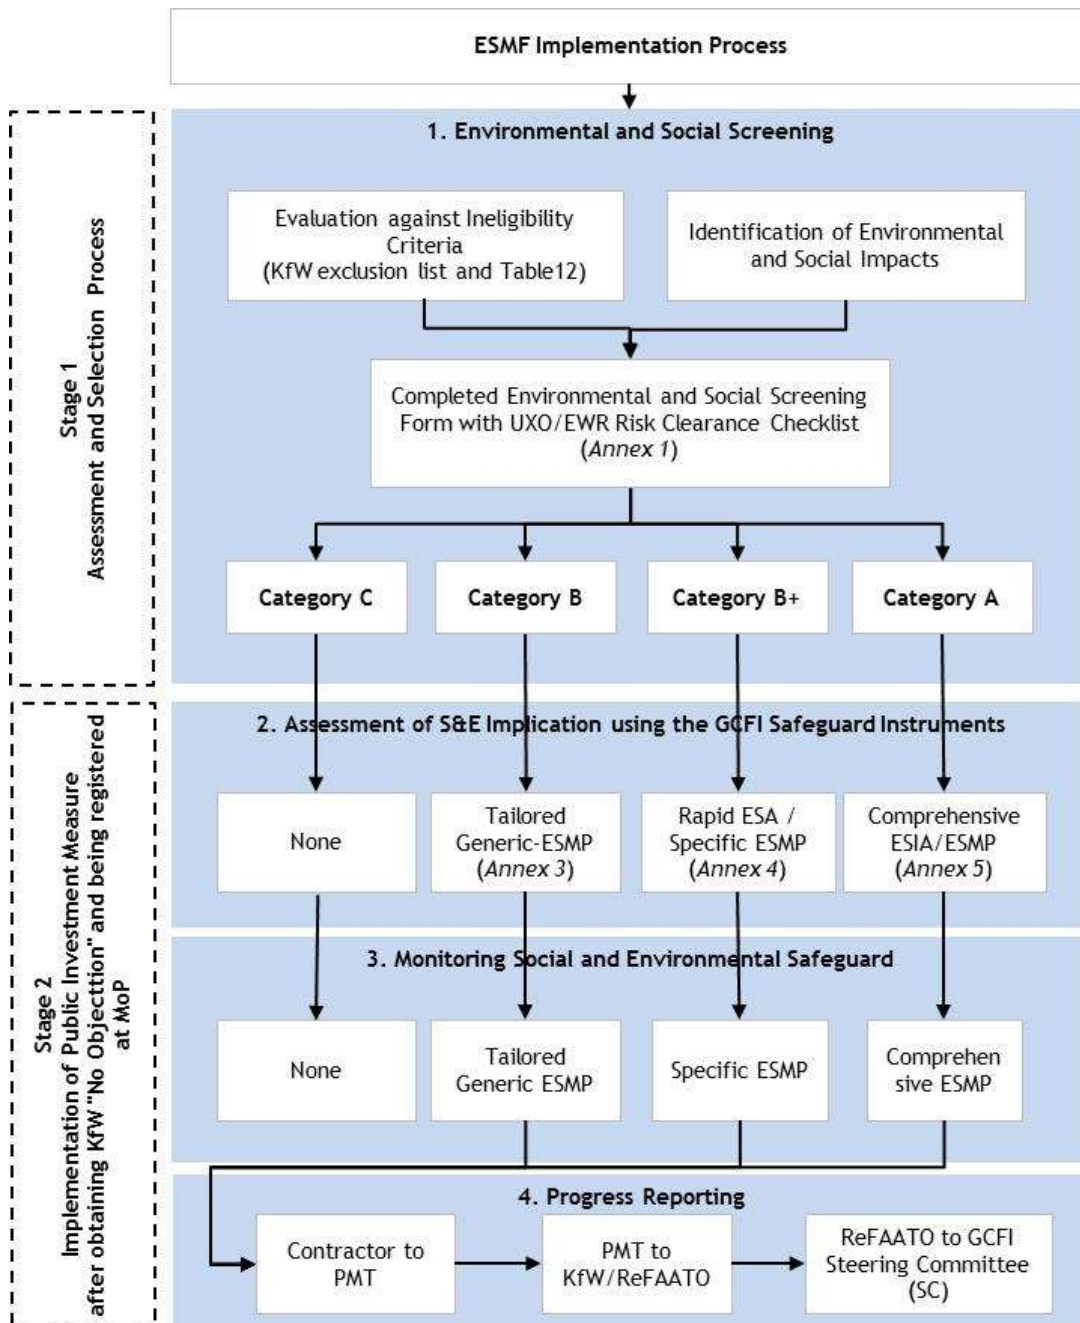 ESMF Implementation Process
Stage 1
Assessment and Selection Process
1. Environmental and Social Screening
Evaluation against Ineligibility
Criteria
(KfW exclusion list and Table12)
Identification of Environmental
and Social Impacts
Completed Environmental and Social Screening
Form with UXO/EWR Risk Clearance Checklist
(Annex 1)
Category C
Category B
Category B+
Category A
Stage 2
Implementation of Public Investment Measure
after obtaining KfW "No Objecttion" and being registered
at MoP
2. Assessment of S&E Implication using the GCFI Safeguard Instruments
None
Tailored
Generic-ESMP
(Annex 3)
Rapid ESA /
Specific ESMP
(Annex 4)
Comprehensive
ESIA/ESMP
(Annex 5)
3. Monitoring Social and Environmental Safeguard
None
Tailored
Generic ESMP
Specific ESMP
Comprehen
sive ESMP
4. Progress Reporting
Contractor to
PMT
PMT to
KfW/ReFAATO
ReFAATO to GCFI
Steering Committee
(SC)